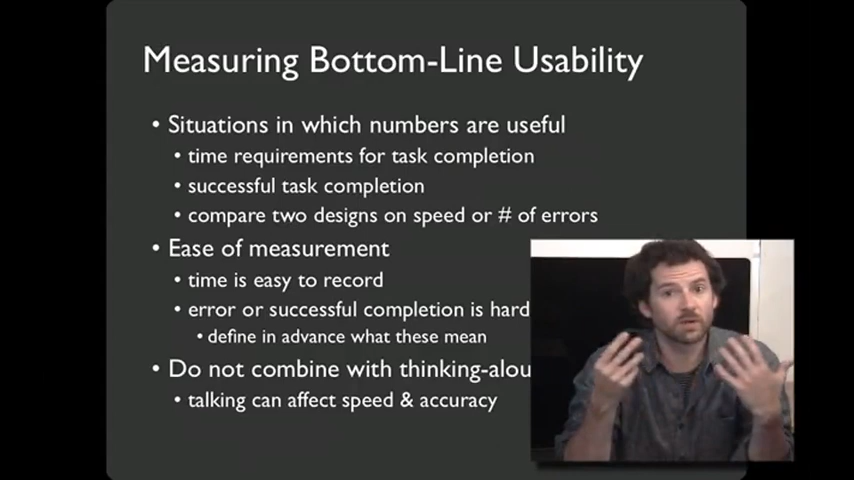 Measuring Bottom-Line Usability
• Situations in which numbers are useful
• time requirements for task completion
• successful task completion
• compare two designs on speed or # of errors
• Ease of measurement
• time is easy to record
• error or successful completion is hard
• define in advance what these mean
• Do not combine with thinking-alou
• talking can affect speed & accuracy